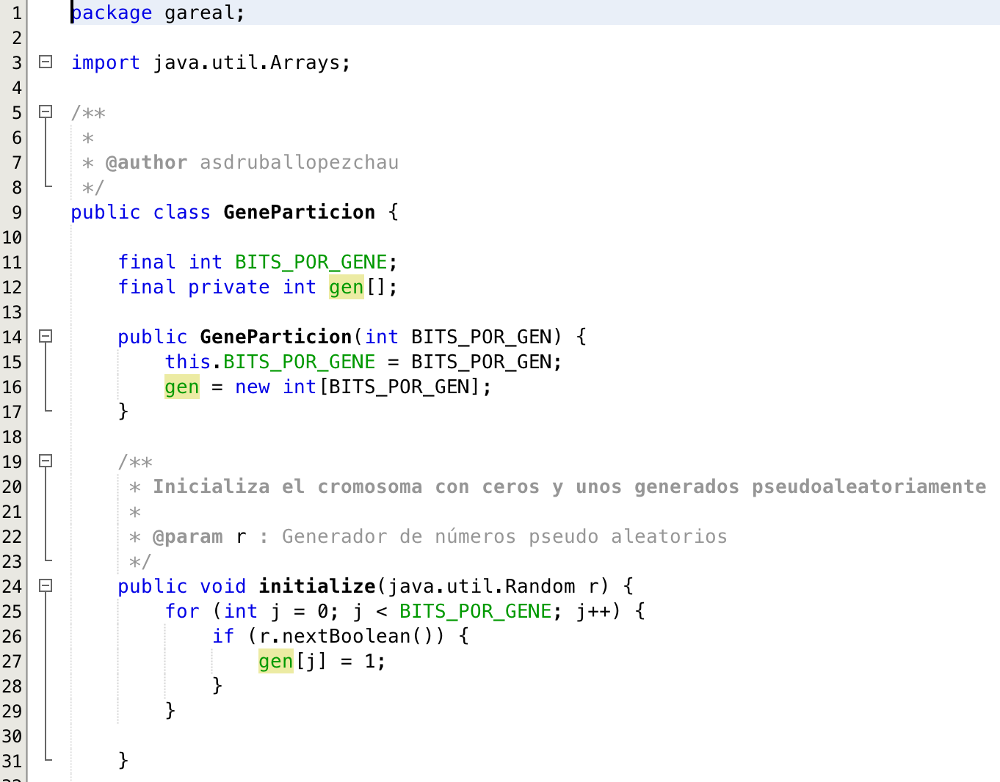 1 package gareal;
2
3 import java.util.Arrays;
4
5 /**
6  *
7  * @author asdruballopezchau
8  */
9 public class GeneParticion {
10
11     final int BITS_POR_GENE;
12     final private int gen[];
13
14     public GeneParticion(int BITS_POR_GEN) {
15         this.BITS_POR_GENE = BITS_POR_GEN;
16         gen = new int[BITS_POR_GEN];
17     }
18
19     /**
20      * Inicializa el cromosoma con ceros y unos generados pseudoaleatoriamente
21      *
22      * @param r : Generador de números pseudo aleatorios
23      */
24     public void initialize(java.util.Random r) {
25         for (int j = 0; j < BITS_POR_GENE; j++) {
26             if (r.nextBoolean()) {
27                 gen[j] = 1;
28             }
29         }
30
31     }